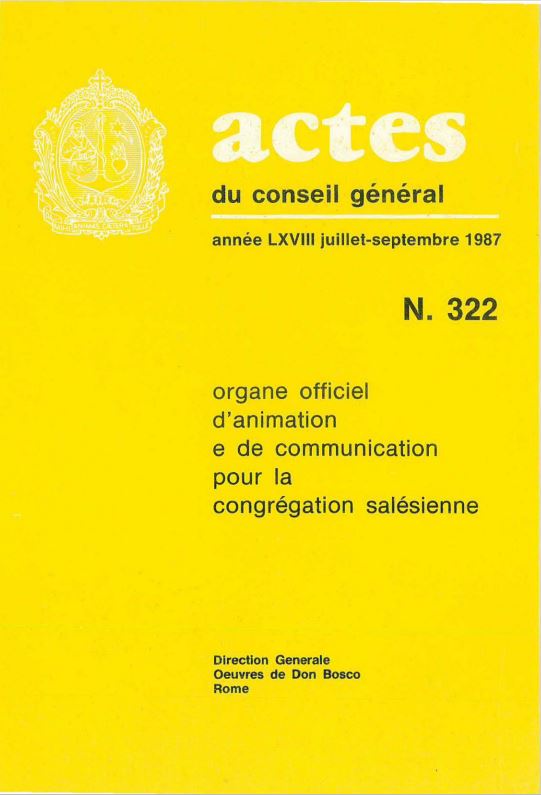 actes
du conseil général
année LXVIII juillet-septembre 1987
N. 322
organe officiel
d'animation
e de communication
pour la
congrégation salésienne
Direction Generale
Oeuvres de Don Bosco
Rome